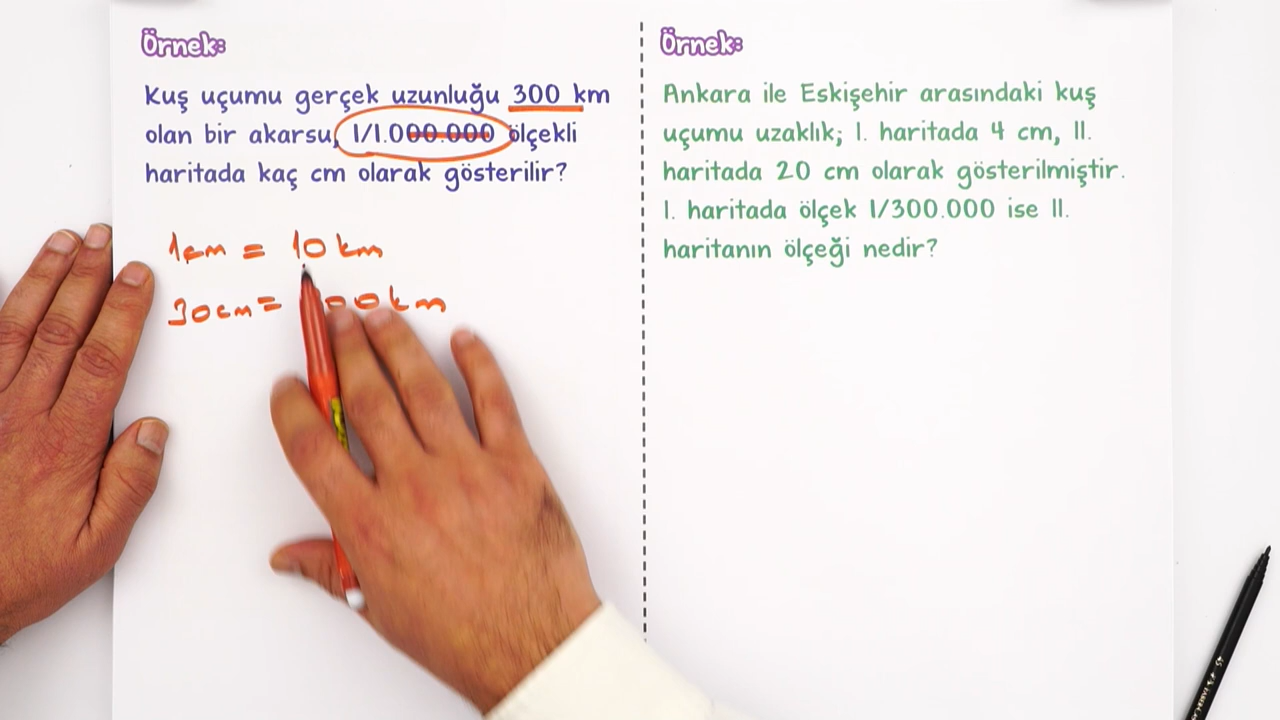 Örnek:
Kuş uçumu gerçek uzunluğu 300 km
olan bir akarsu, 1/1.000.000 ölçekli
haritada kaç cm olarak gösterilir?
1cm = 10 km
30cm = 00km
Örnek:
Ankara ile Eskişehir arasındaki kuş
uçumu uzaklık; I. haritada 4 cm, II.
haritada 20 cm olarak gösterilmiştir.
I. haritada ölçek 1/300.000 ise II.
haritanın ölçeği nedir?